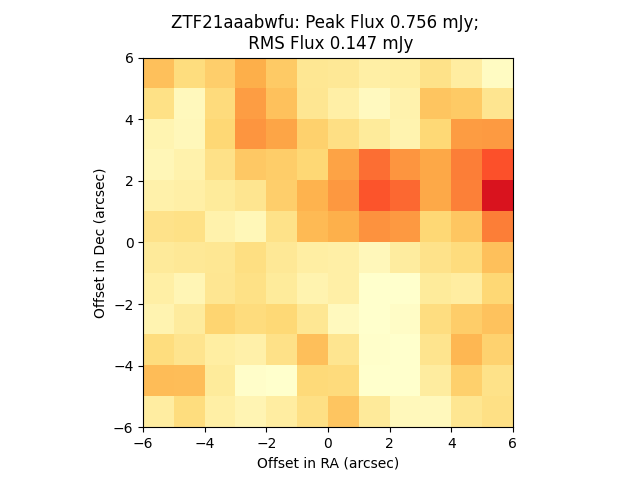 ZTF21aaabwfu: Peak Flux 0.756 mJy;
RMS Flux 0.147 mJy
6
4
2
0
−2
−4
−6
Offset in Dec (arcsec)
−6 −4 −2 0 2 4 6
Offset in RA (arcsec)